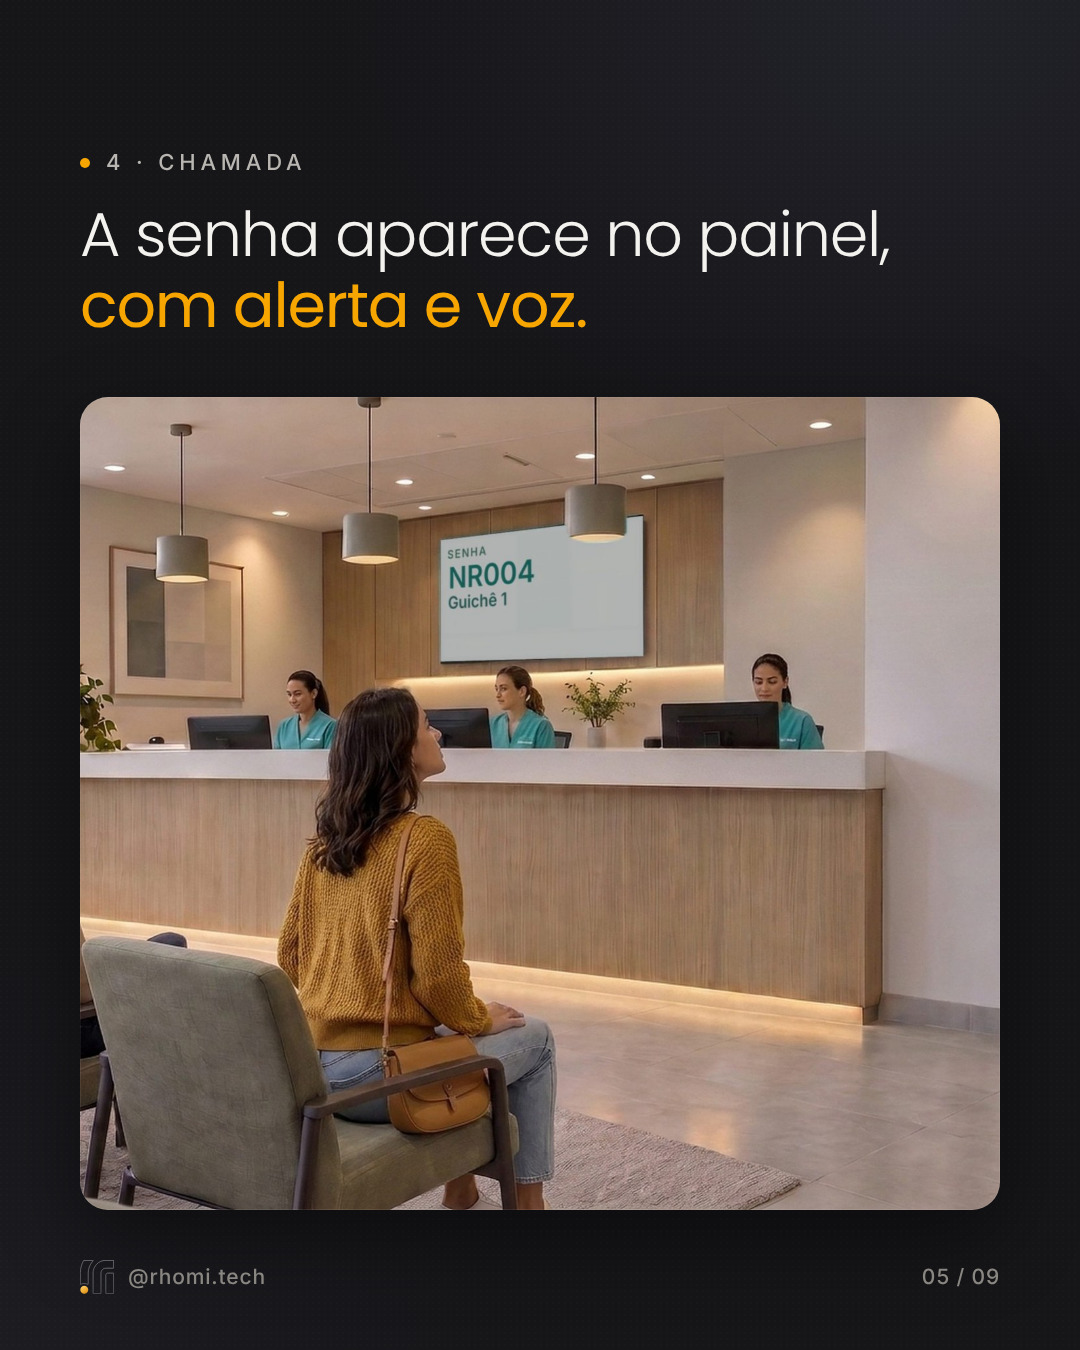 4 · CHAMADA
A senha aparece no painel,
com alerta e voz.
SENHA
NR004
Guichê 1
@rhomi.tech
05 / 09